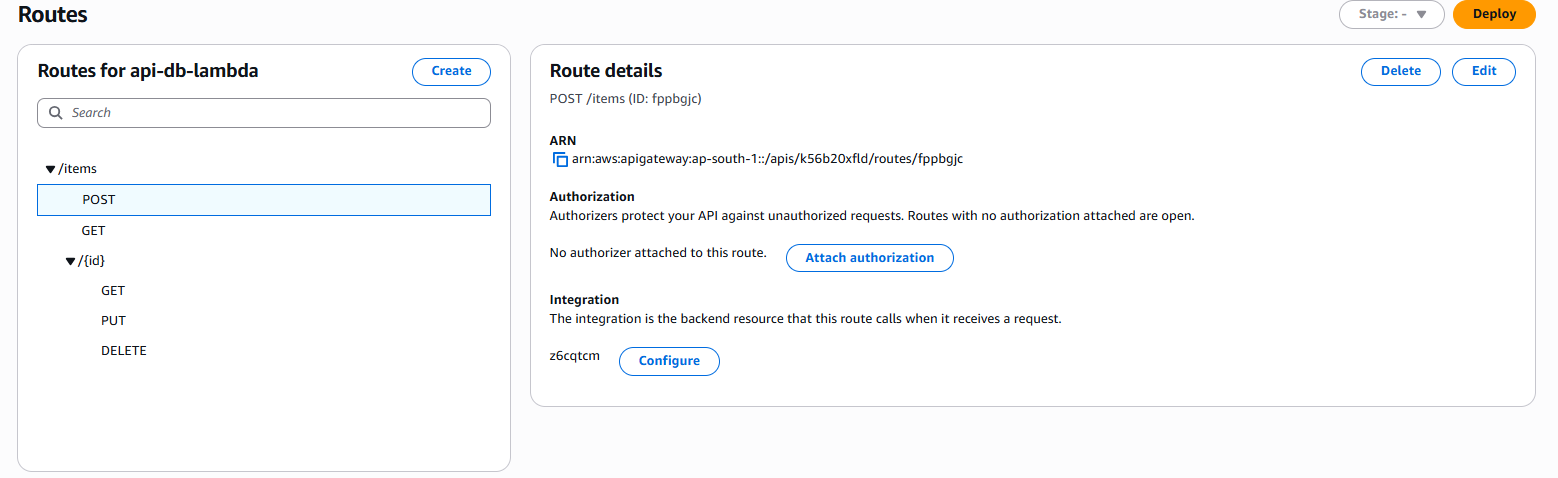 Routes
Stage: -
Deploy
Routes for api-db-lambda
Create
Search
/items
POST
GET
/{id}
GET
PUT
DELETE
Route details
Delete
Edit
POST /items (ID: fppbgjc)
ARN
arn:aws:apigateway:ap-south-1::/apis/k56b20xfld/routes/fppbgjc
Authorization
Authorizers protect your API against unauthorized requests. Routes with no authorization attached are open.
No authorizer attached to this route.
Attach authorization
Integration
The integration is the backend resource that this route calls when it receives a request.
z6cqtcm
Configure